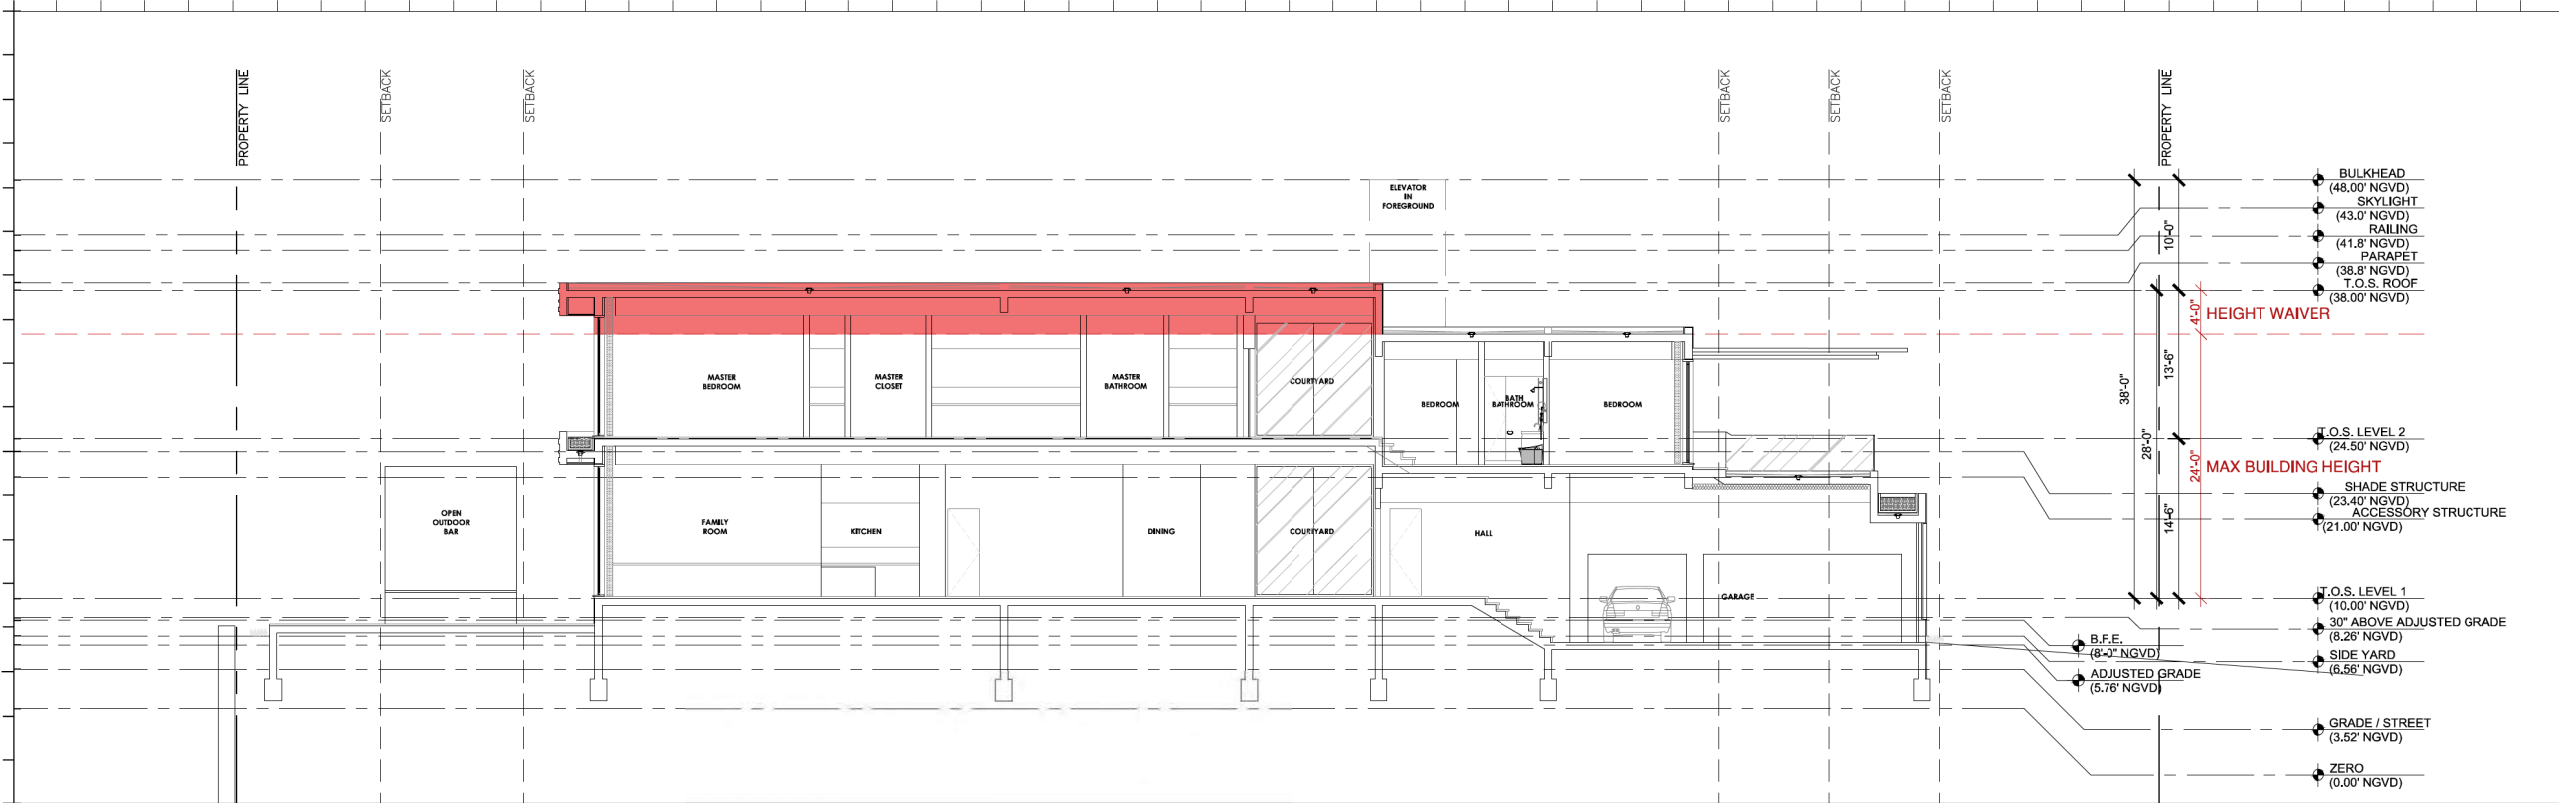 PROPERTY LINE
SETBACK
SETBACK
SETBACK
SETBACK
SETBACK
PROPERTY LINE
ELEVATOR
IN
FOREGROUND
BULKHEAD
(48.00' NGVD)
SKYLIGHT
(43.0' NGVD)
RAILING
(41.8' NGVD)
PARAPET
(38.8' NGVD)
T.O.S. ROOF
(38.00' NGVD)
10'-0"
4'-0"
HEIGHT WAIVER
13'-6"
38'-0"
28'-0"
24'-0"
MAX BUILDING HEIGHT
14'-6"
MASTER
BEDROOM
MASTER
CLOSET
MASTER
BATHROOM
COURTYARD
BEDROOM
BATH
BATHROOM
BEDROOM
T.O.S. LEVEL 2
(24.50' NGVD)
SHADE STRUCTURE
(23.40' NGVD)
ACCESSORY STRUCTURE
(21.00' NGVD)
OPEN
OUTDOOR
BAR
FAMILY
ROOM
KITCHEN
DINING
COURTYARD
HALL
GARAGE
T.O.S. LEVEL 1
(10.00' NGVD)
30" ABOVE ADJUSTED GRADE
(8.26' NGVD)
B.F.E.
(8'-0" NGVD)
SIDE YARD
(6.56' NGVD)
ADJUSTED GRADE
(5.76' NGVD)
GRADE / STREET
(3.52' NGVD)
ZERO
(0.00' NGVD)